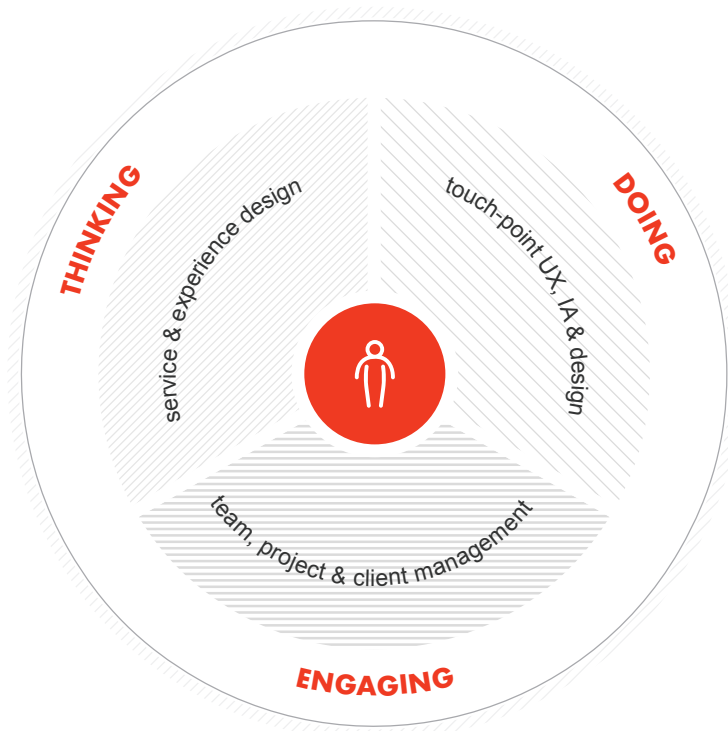 THINKING
service & experience design
DOING
touch-point UX, IA & design
team, project & client management
ENGAGING